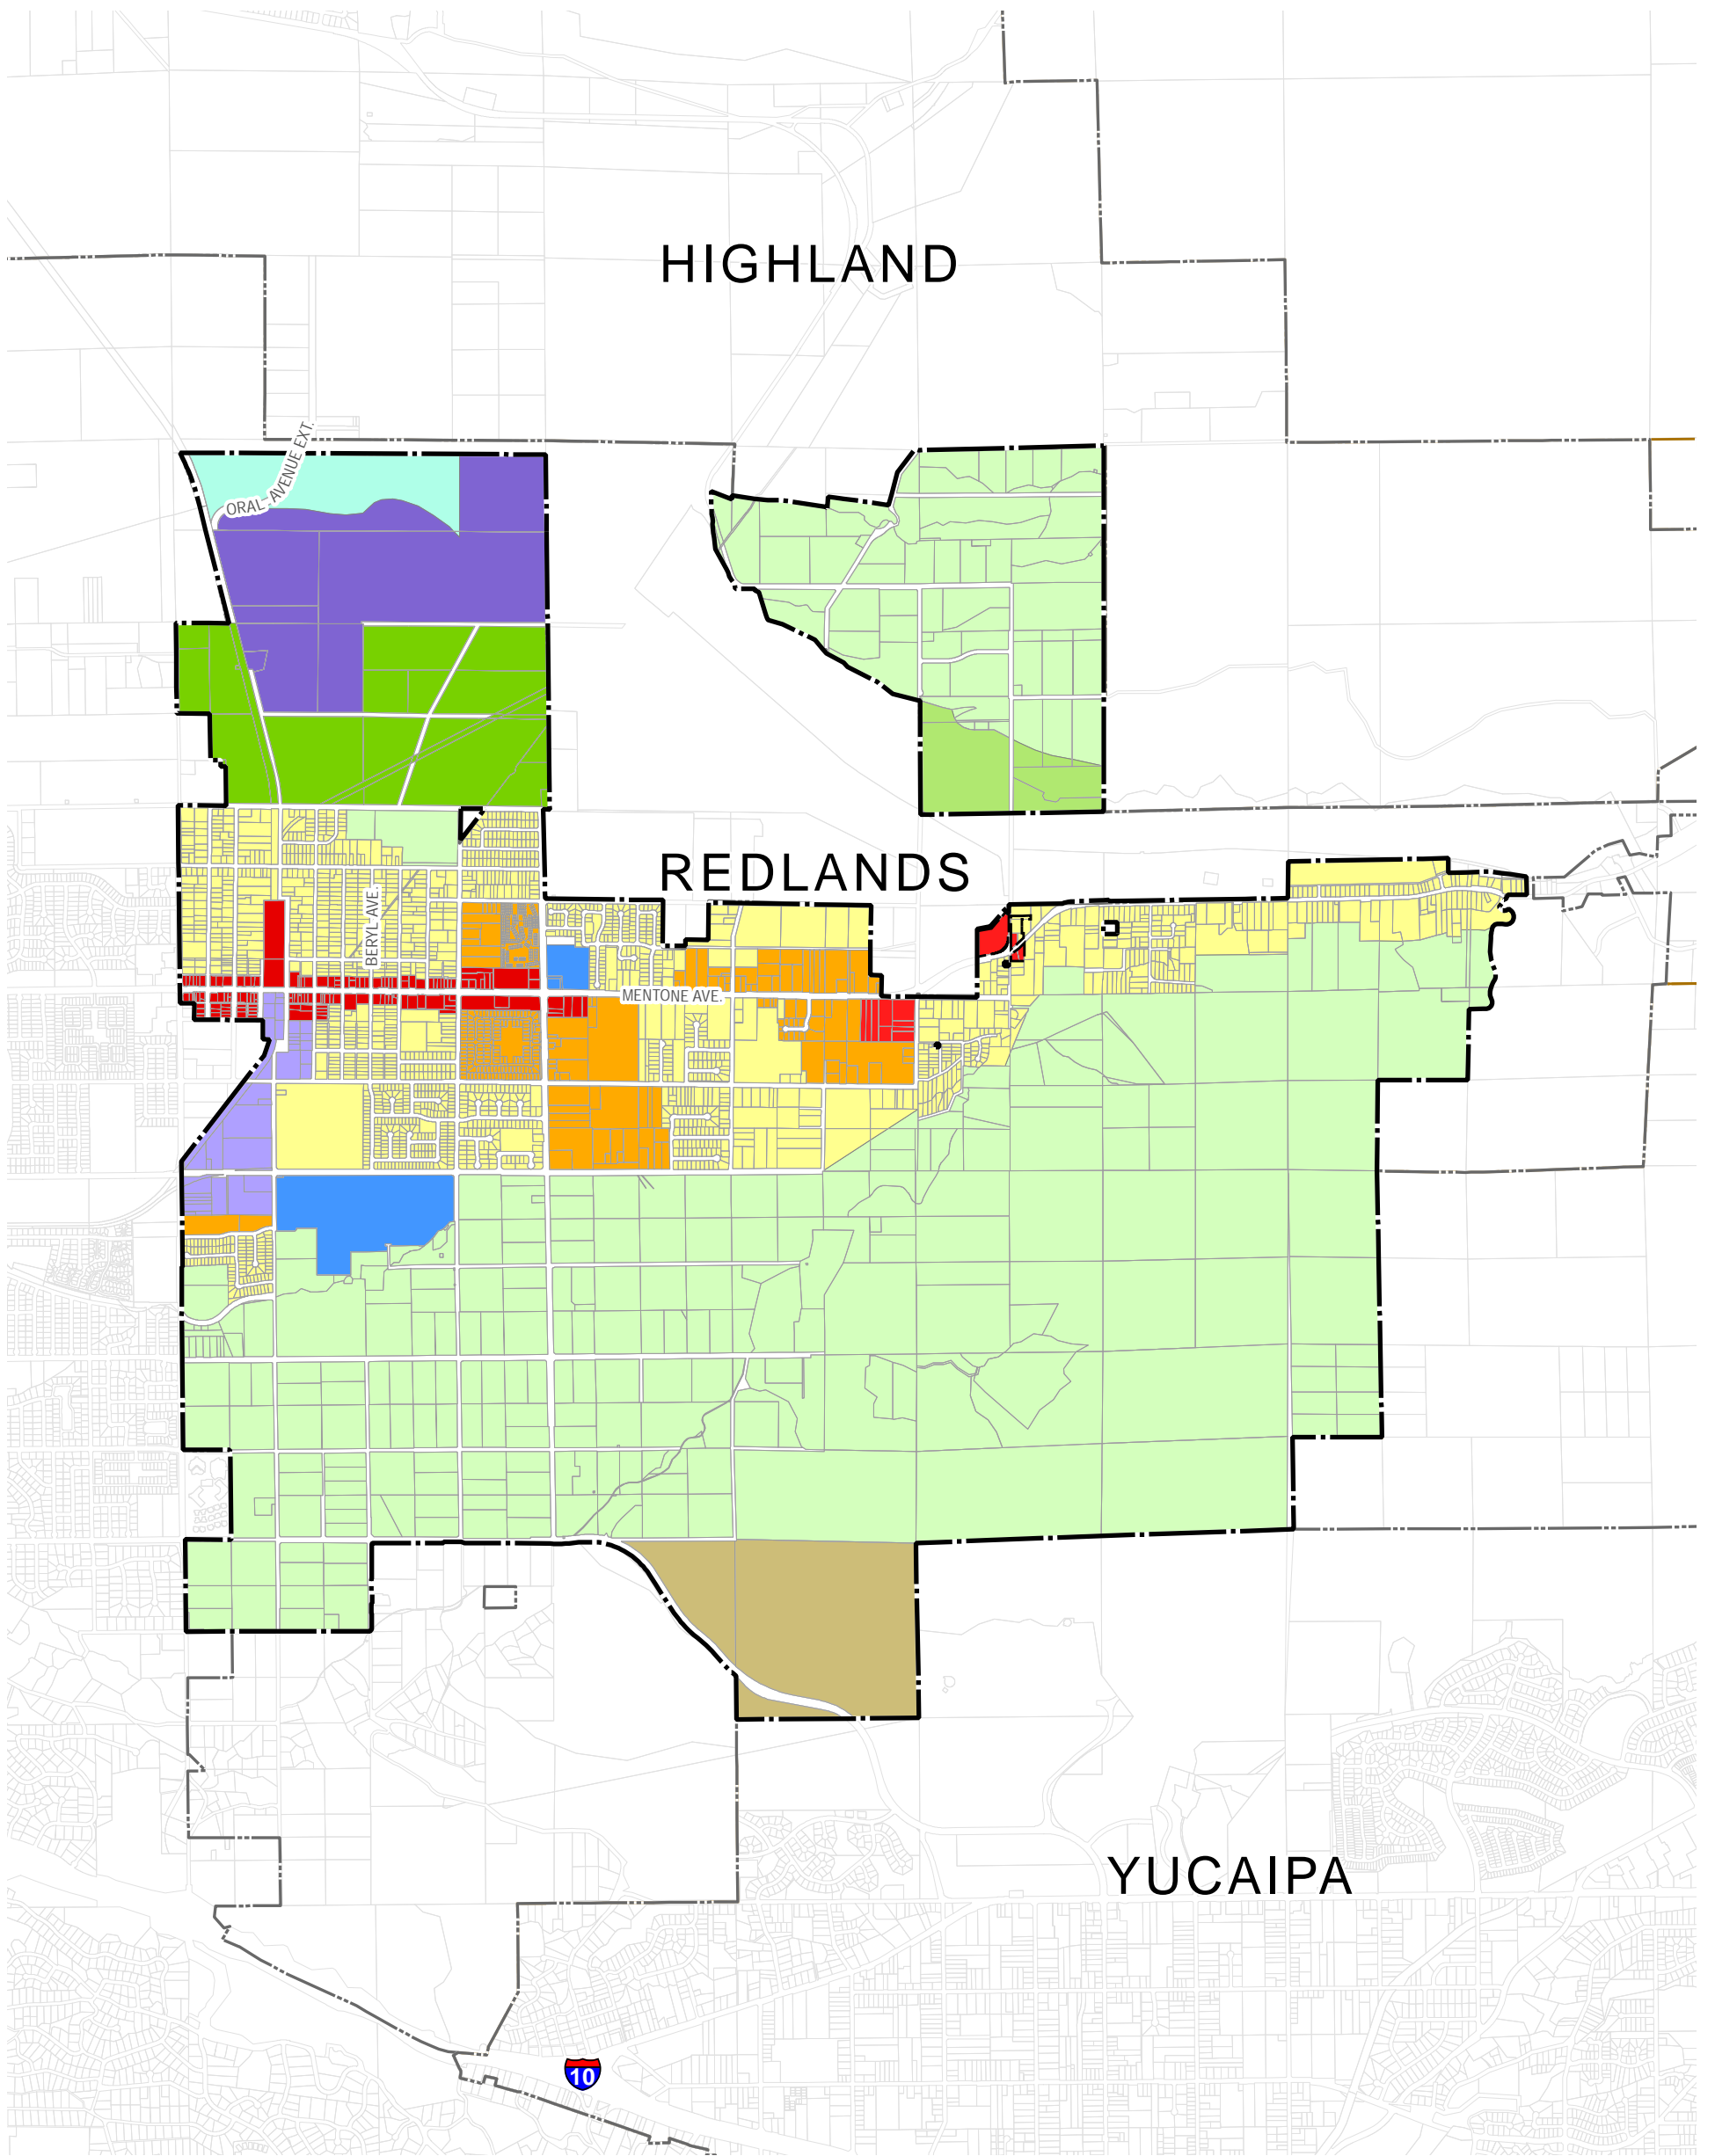 HIGHLAND
ORAL AVENUE EXT.
REDLANDS
BERYL AVE.
MENTONE AVE.
YUCAIPA
10